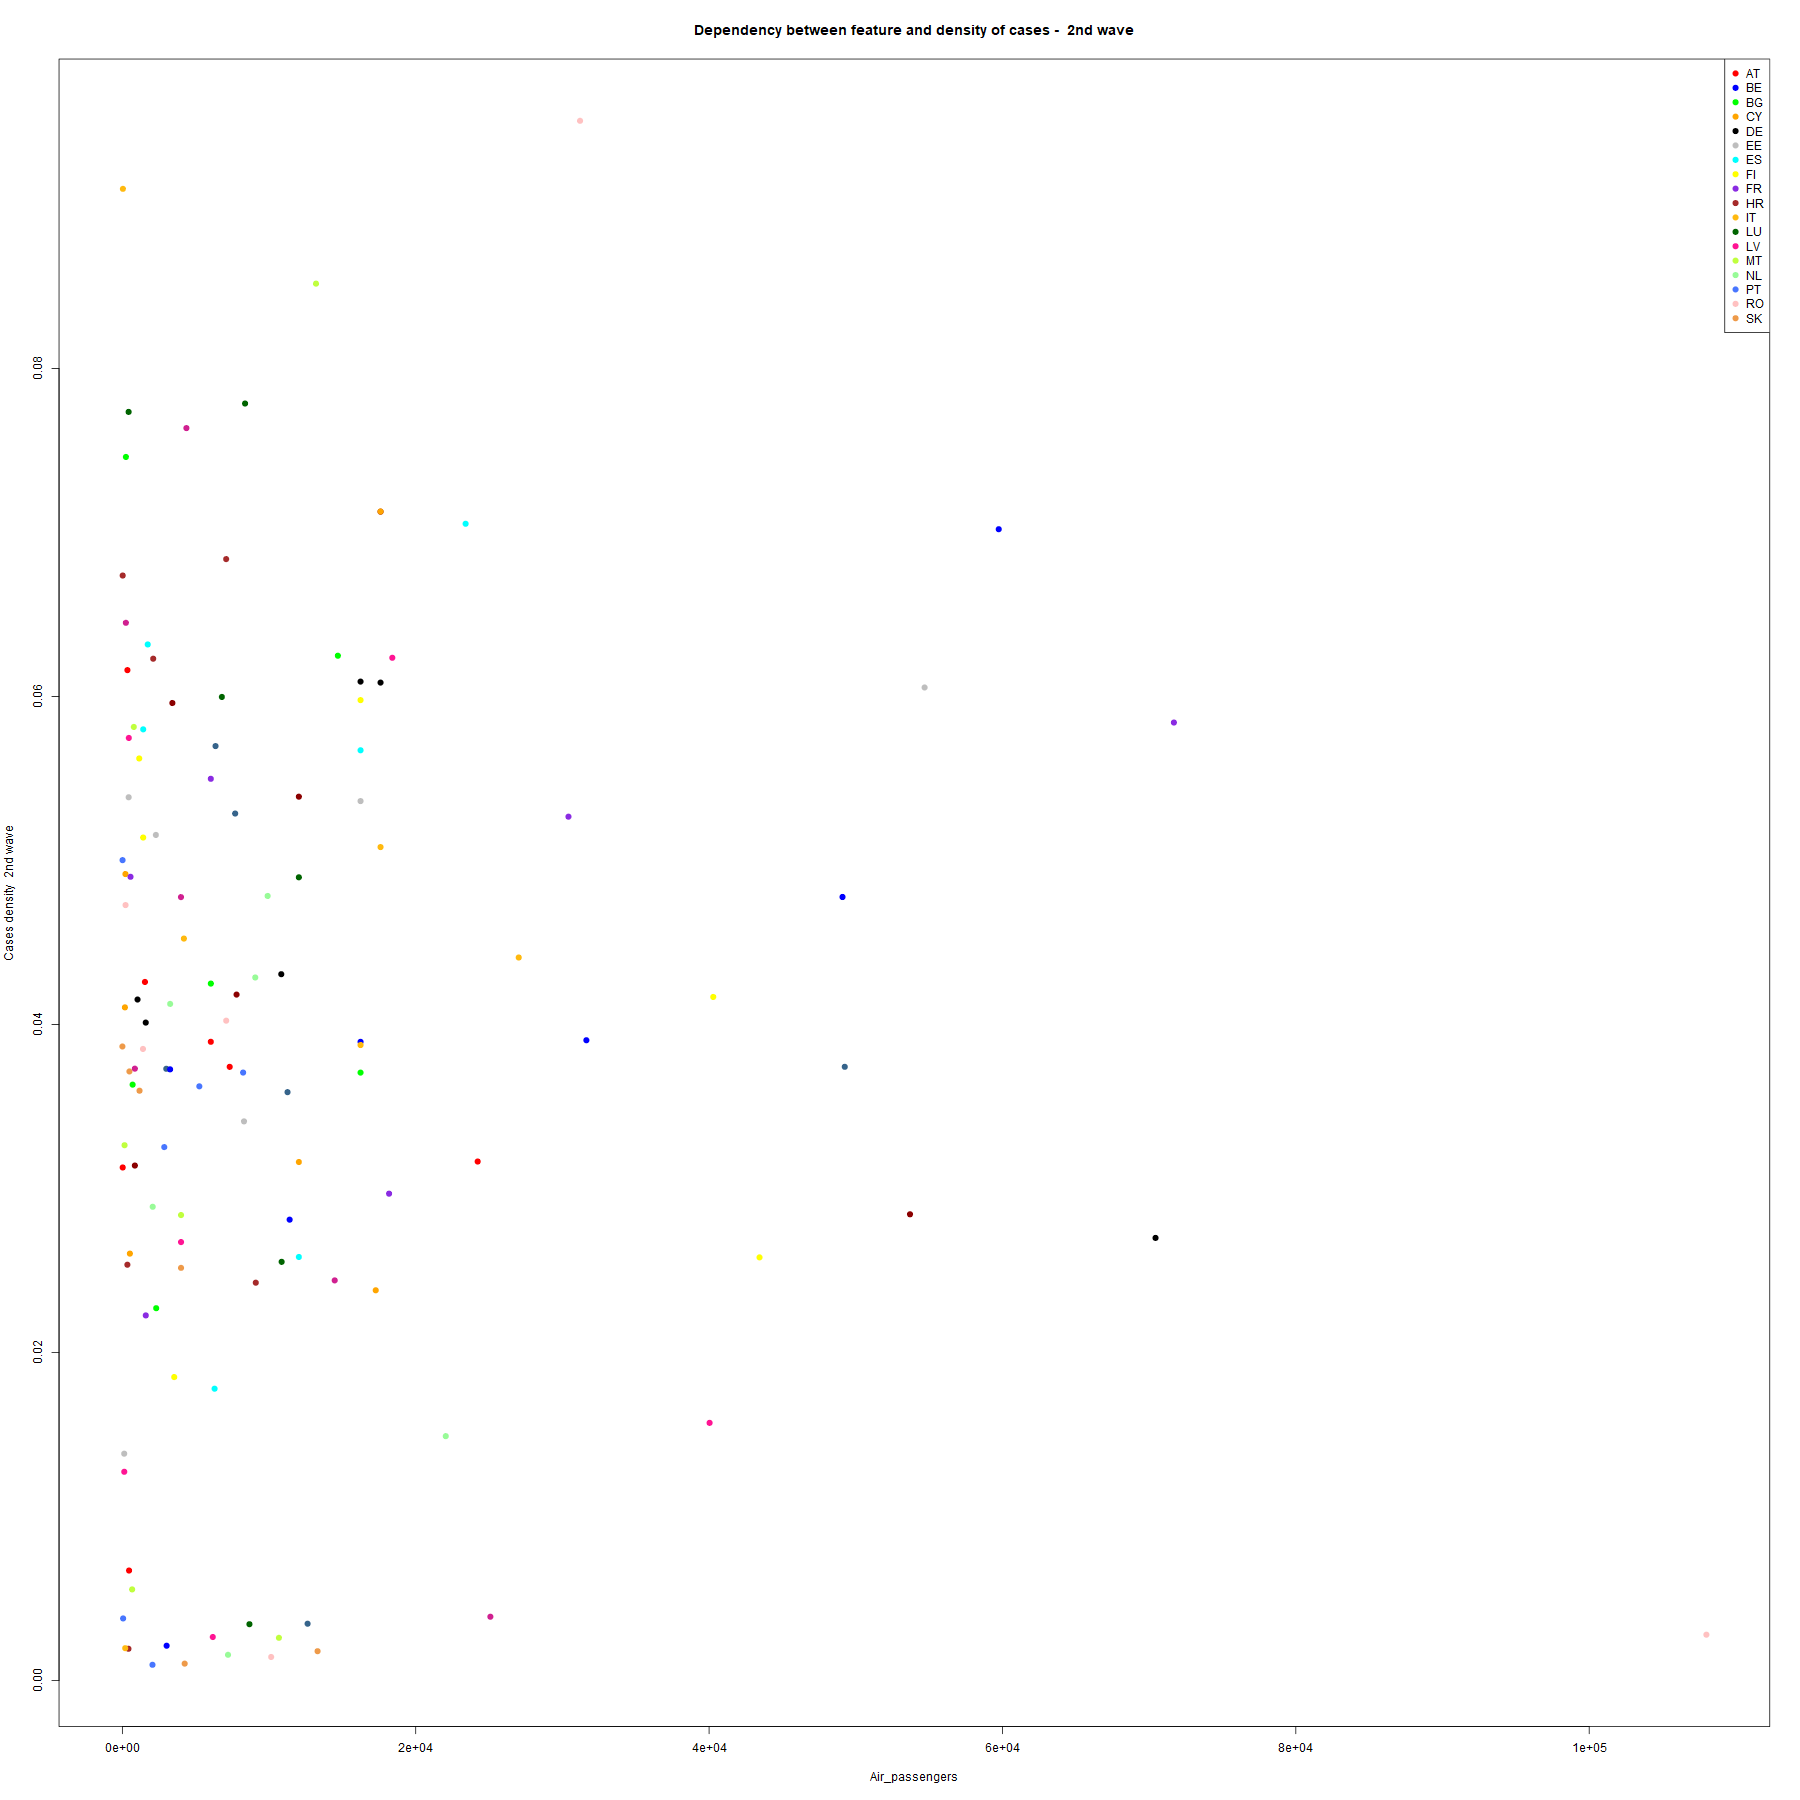 Dependency between feature and density of cases -  2nd wave
AT
BE
BG
CY
DE
EE
ES
FI
FR
HR
IT
LU
LV
MT
NL
PT
RO
SK
Cases density  2nd wave
0.08
0.06
0.04
0.02
0.00
0e+00
2e+04
4e+04
6e+04
8e+04
1e+05
Air_passengers